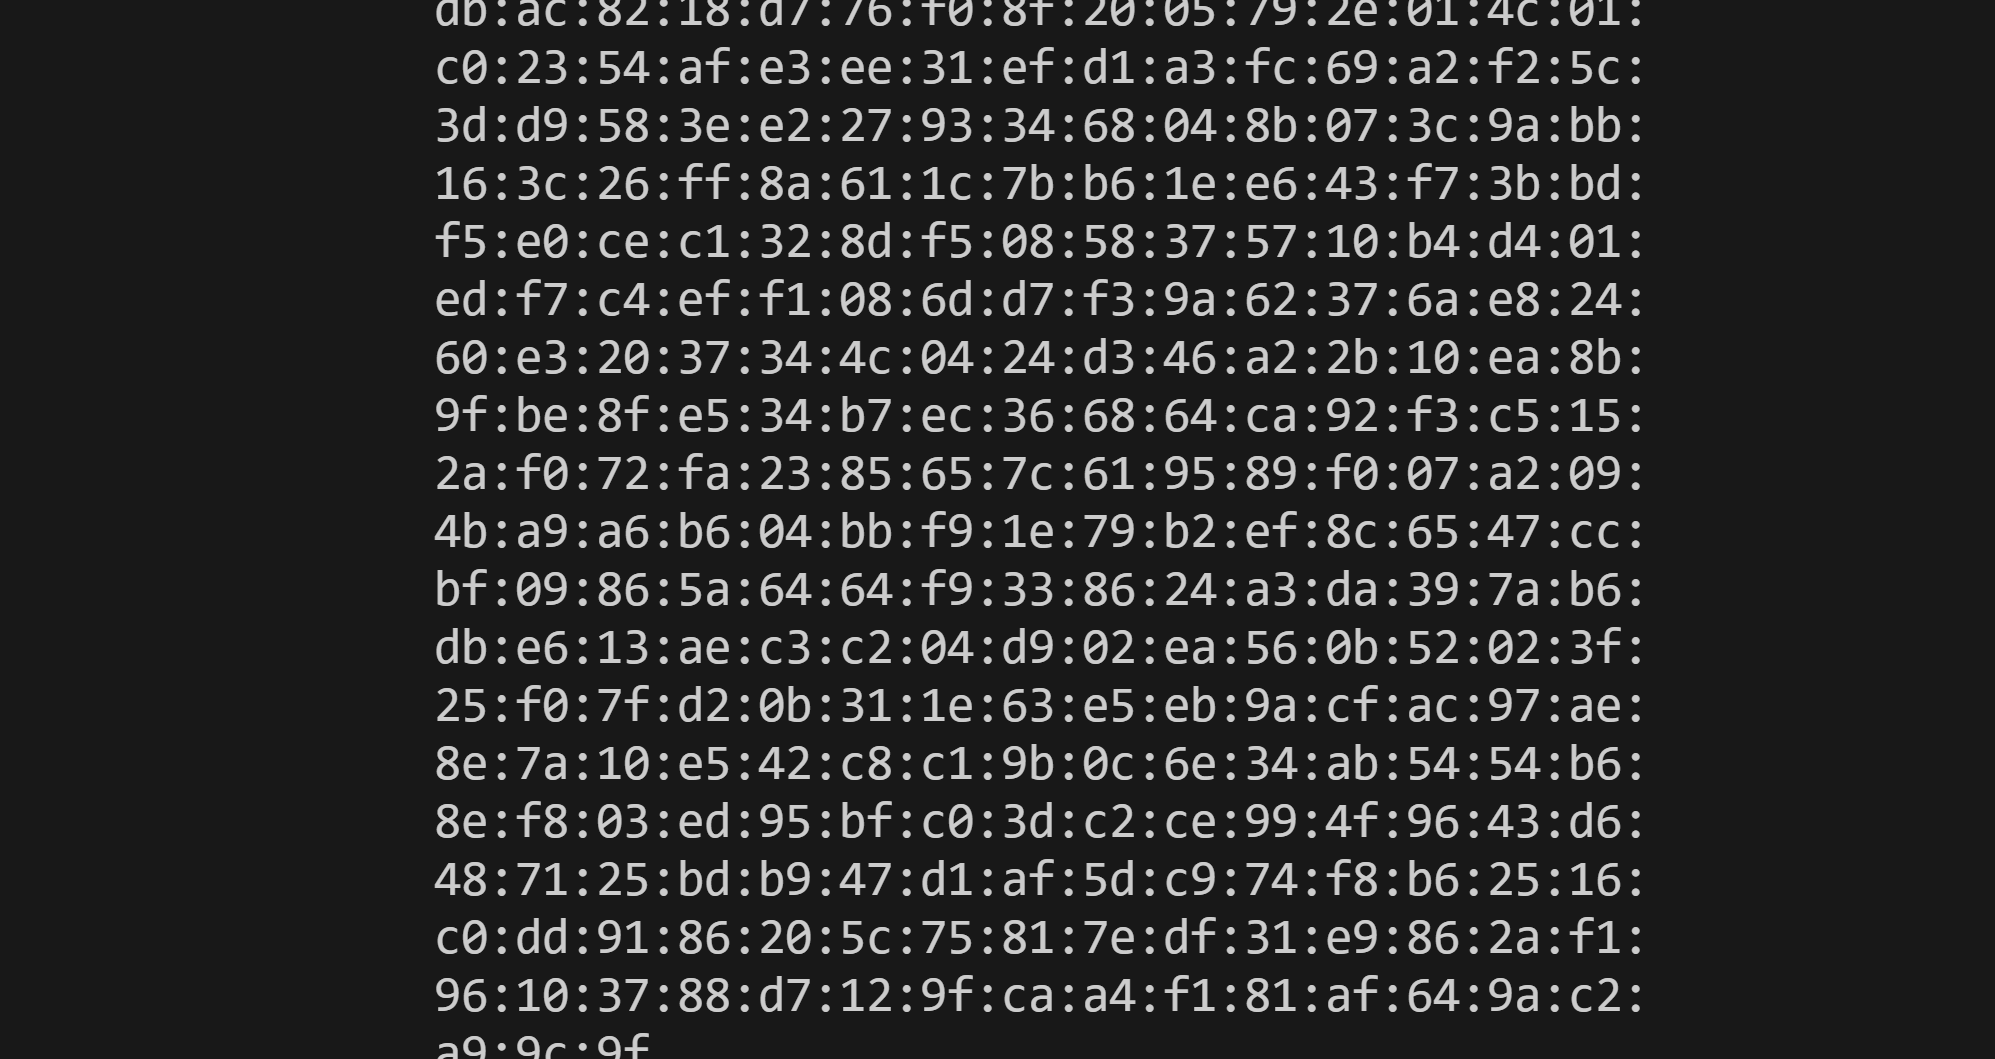 db:ac:82:18:d7:76:f0:8f:20:05:79:2e:01:4c:01:
c0:23:54:af:e3:ee:31:ef:d1:a3:fc:69:a2:f2:5c:
3d:d9:58:3e:e2:27:93:34:68:04:8b:07:3c:9a:bb:
16:3c:26:ff:8a:61:1c:7b:b6:1e:e6:43:f7:3b:bd:
f5:e0:ce:c1:32:8d:f5:08:58:37:57:10:b4:d4:01:
ed:f7:c4:ef:f1:08:6d:d7:f3:9a:62:37:6a:e8:24:
60:e3:20:37:34:4c:04:24:d3:46:a2:2b:10:ea:8b:
9f:be:8f:e5:34:b7:ec:36:68:64:ca:92:f3:c5:15:
2a:f0:72:fa:23:85:65:7c:61:95:89:f0:07:a2:09:
4b:a9:a6:b6:04:bb:f9:1e:79:b2:ef:8c:65:47:cc:
bf:09:86:5a:64:64:f9:33:86:24:a3:da:39:7a:b6:
db:e6:13:ae:c3:c2:04:d9:02:ea:56:0b:52:02:3f:
25:f0:7f:d2:0b:31:1e:63:e5:eb:9a:cf:ac:97:ae:
8e:7a:10:e5:42:c8:c1:9b:0c:6e:34:ab:54:54:b6:
8e:f8:03:ed:95:bf:c0:3d:c2:ce:99:4f:96:43:d6:
48:71:25:bd:b9:47:d1:af:5d:c9:74:f8:b6:25:16:
c0:dd:91:86:20:5c:75:81:7e:df:31:e9:86:2a:f1:
96:10:37:88:d7:12:9f:ca:a4:f1:81:af:64:9a:c2:
a9:9c:9f